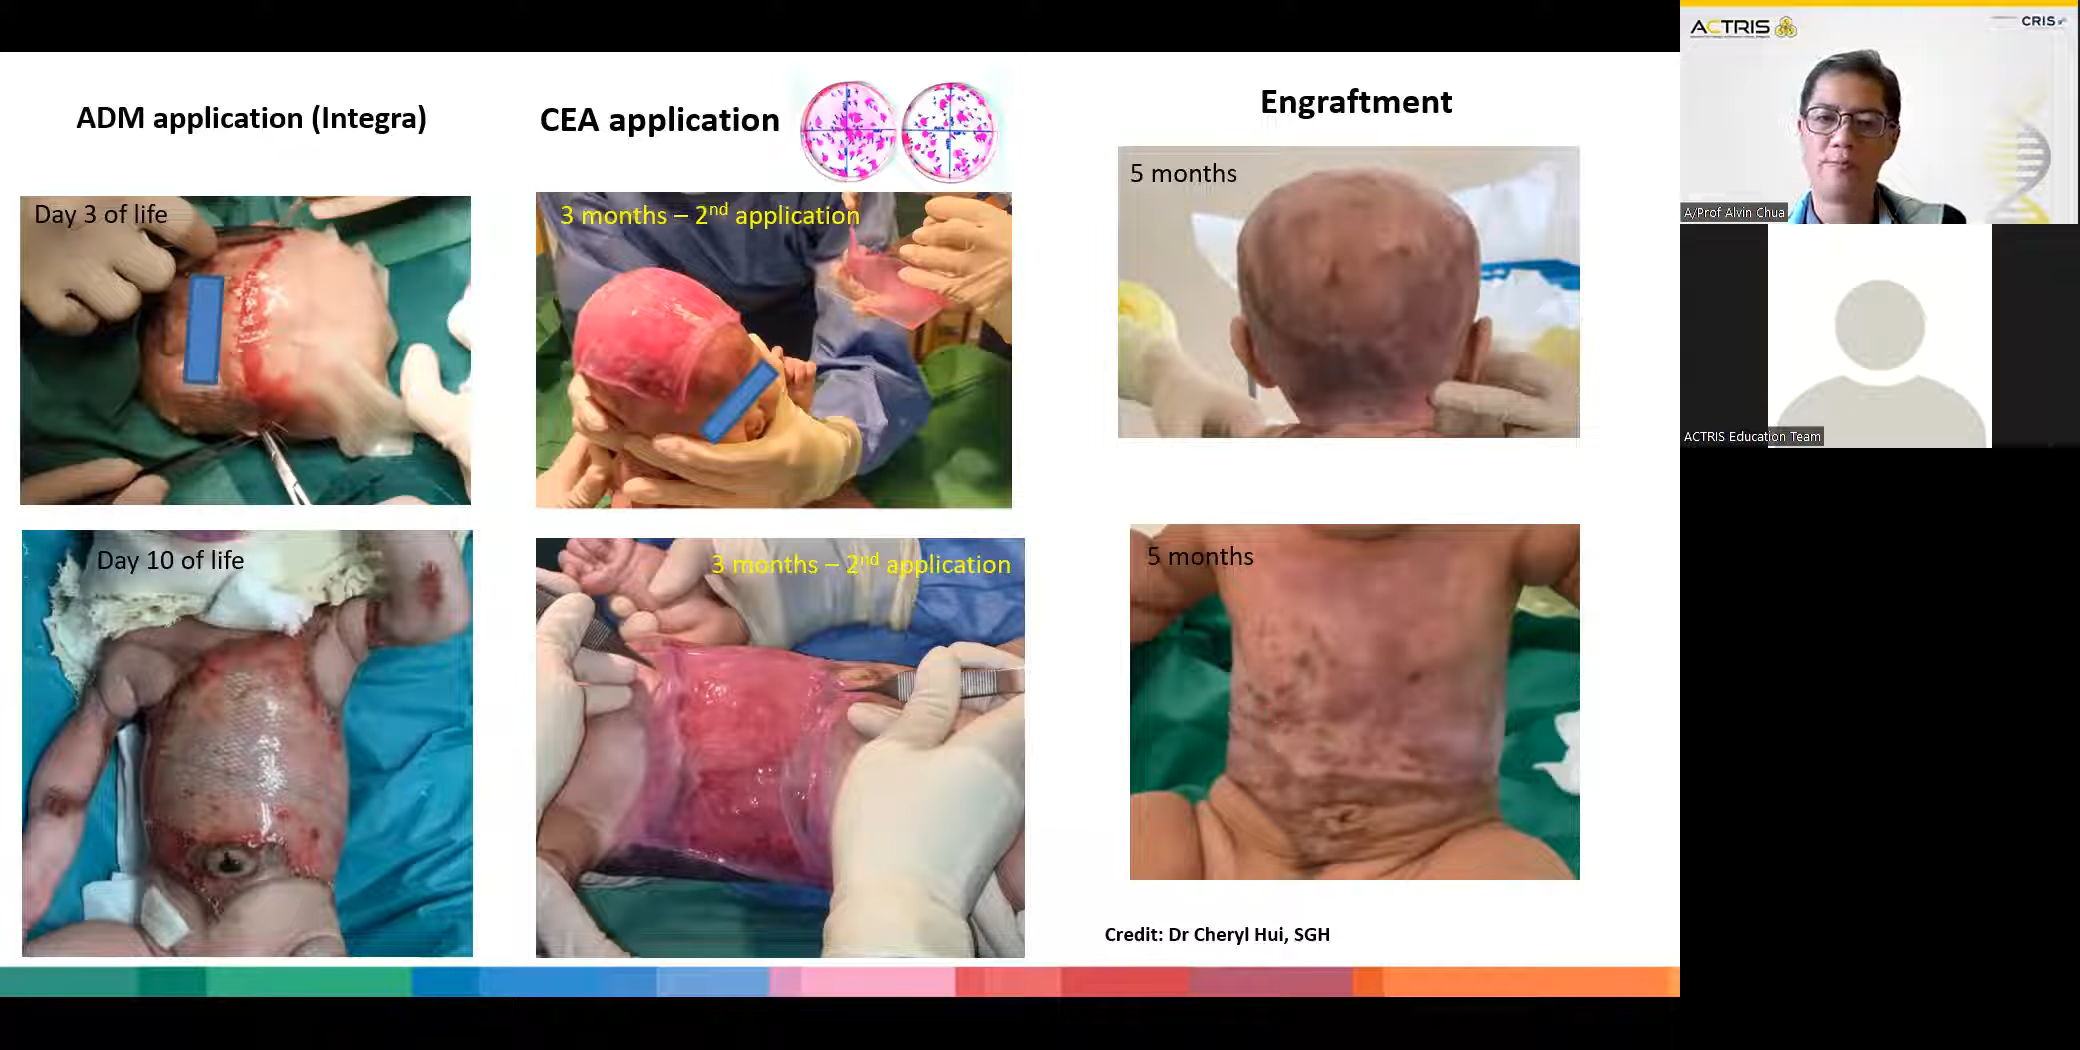 ADM application (Integra)
CEA application
Engraftment
Day 3 of life
3 months – 2nd application
5 months
Day 10 of life
3 months – 2nd application
5 months
Credit: Dr Cheryl Hui, SGH
ACTRIS
CRIS
A/Prof Alvin Chua
ACTRIS Education Team